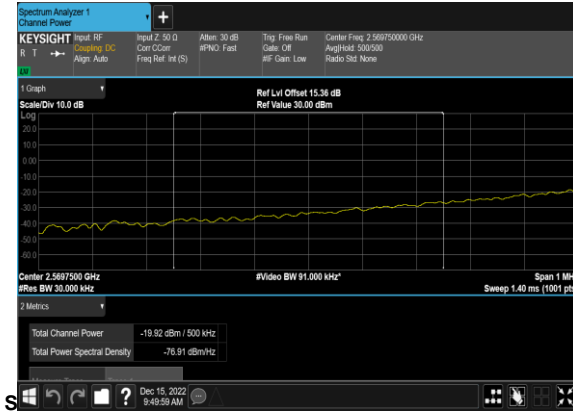 Spectrum Analyzer 1
Channel Power
KEYSIGHT
R T
LXI
Input: RF
Coupling: DC
Align: Auto
Input Z: 50 Ω
Corr CCorr
Freq Ref: Int (S)
Atten: 30 dB
#PNO: Fast
Trig: Free Run
Gate: Off
#IF Gain: Low
Center Freq: 2.569750000 GHz
Avg|Hold: 500/500
Radio Std: None
1 Graph
Scale/Div 10.0 dB
Ref Lvl Offset 15.36 dB
Ref Value 30.00 dBm
Log
20.0
10.0
0.00
-10.0
-20.0
-30.0
-40.0
-50.0
-60.0
Center 2.5697500 GHz
#Res BW 30.000 kHz
#Video BW 91.000 kHz*
Span 1 MH
Sweep 1.40 ms (1001 pts
2 Metrics
Total Channel Power -19.92 dBm / 500 kHz
Total Power Spectral Density -76.91 dBm/Hz
S
?
Dec 15, 2022
9:49:59 AM